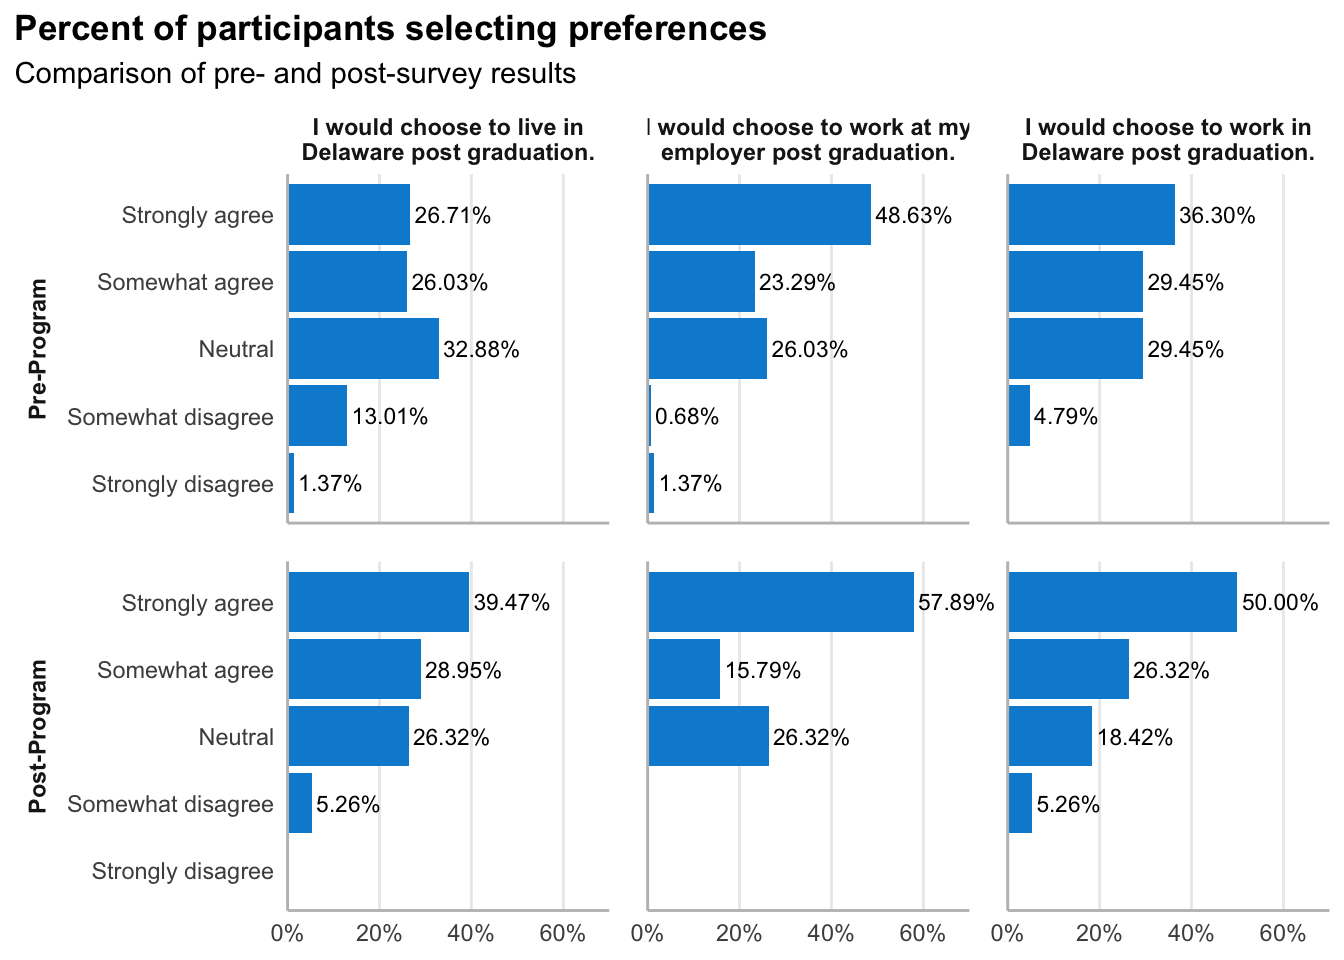 Percent of participants selecting preferences
Comparison of pre- and post-survey results
I would choose to live in
Delaware post graduation.
I would choose to work at my
employer post graduation.
I would choose to work in
Delaware post graduation.
Pre-Program
Strongly agree
26.71%
48.63%
36.30%
Somewhat agree
26.03%
23.29%
29.45%
Neutral
32.88%
26.03%
29.45%
Somewhat disagree
13.01%
0.68%
4.79%
Strongly disagree
1.37%
1.37%
Post-Program
Strongly agree
39.47%
57.89%
50.00%
Somewhat agree
28.95%
15.79%
26.32%
Neutral
26.32%
26.32%
18.42%
Somewhat disagree
5.26%
5.26%
Strongly disagree
0% 20% 40% 60%
0% 20% 40% 60%
0% 20% 40% 60%